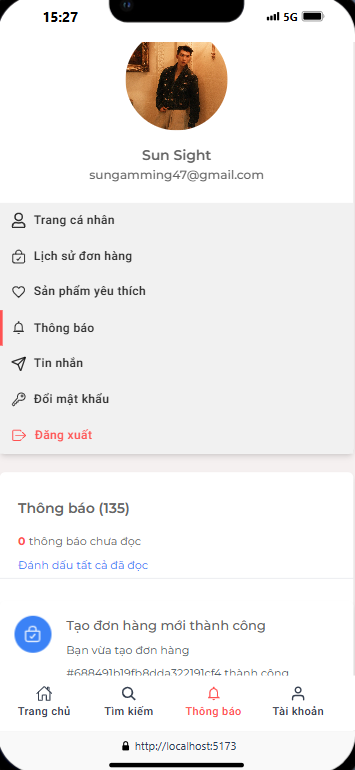 15:27
5G
Sun Sight
sungamming47@gmail.com
Trang cá nhân
Lịch sử đơn hàng
Sản phẩm yêu thích
Thông báo
Tin nhắn
Đổi mật khẩu
Đăng xuất
Thông báo (135)
0 thông báo chưa đọc
Đánh dấu tất cả đã đọc
Tạo đơn hàng mới thành công
Bạn vừa tạo đơn hàng
#688491b19fb8dda322191cf4 thành công
Trang chủ
Tìm kiếm
Thông báo
Tài khoản
http://localhost:5173